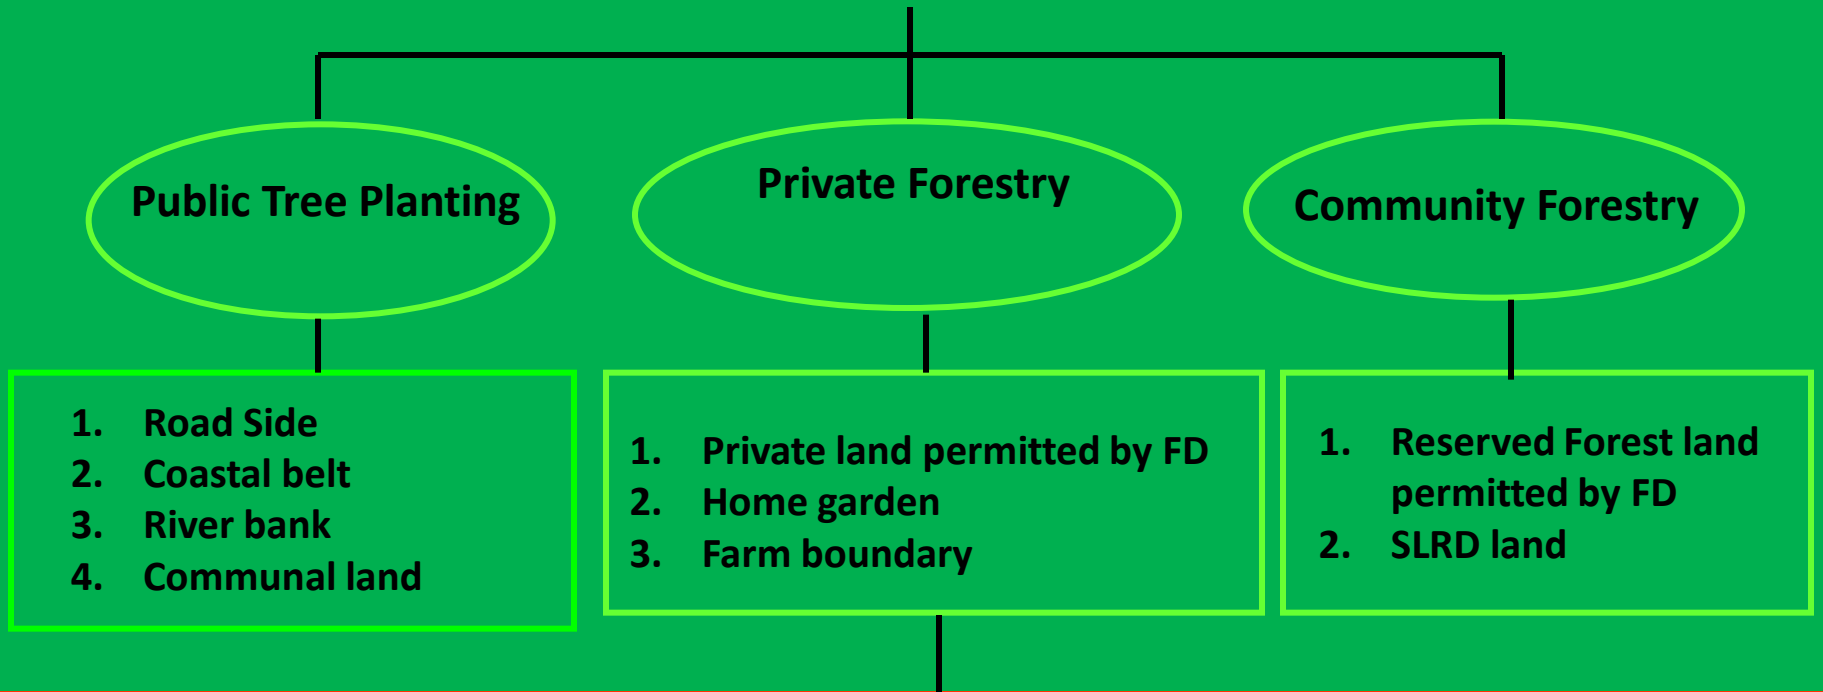 Public Tree Planting
Private Forestry
Community Forestry
1. Road Side
2. Coastal belt
3. River bank
4. Communal land
1. Private land permitted by FD
2. Home garden
3. Farm boundary
1. Reserved Forest land
permitted by FD
2. SLRD land